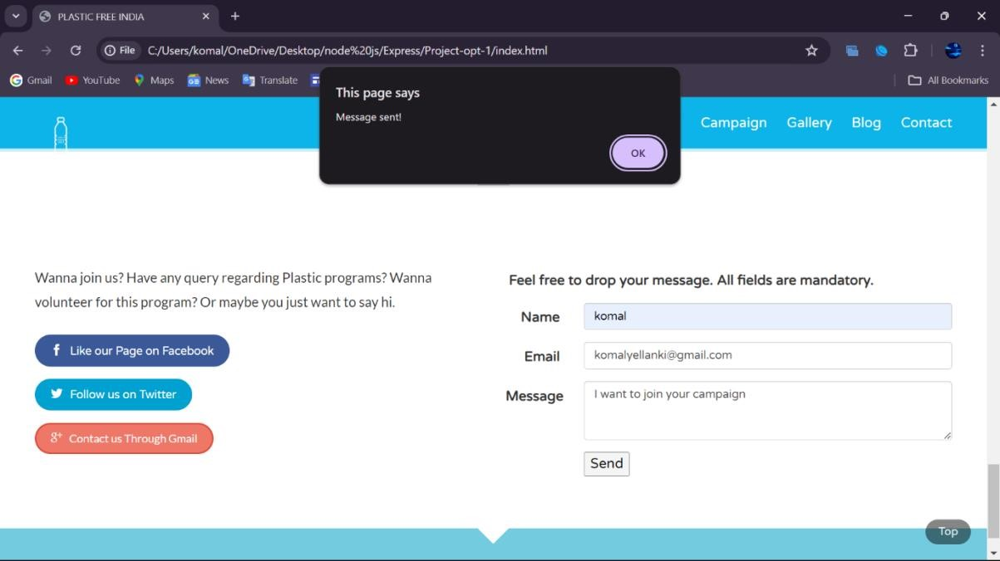 PLASTIC FREE INDIA
File C:/Users/komal/OneDrive/Desktop/node%20js/Express/Project-opt-1/index.html
Gmail YouTube Maps News Translate All Bookmarks
This page says
Message sent!
OK
Campaign Gallery Blog Contact
Wanna join us? Have any query regarding Plastic programs? Wanna
volunteer for this program? Or maybe you just want to say hi.
Like our Page on Facebook
Follow us on Twitter
Contact us Through Gmail
Feel free to drop your message. All fields are mandatory.
Name komal
Email komalyellanki@gmail.com
Message I want to join your campaign
Send
Top